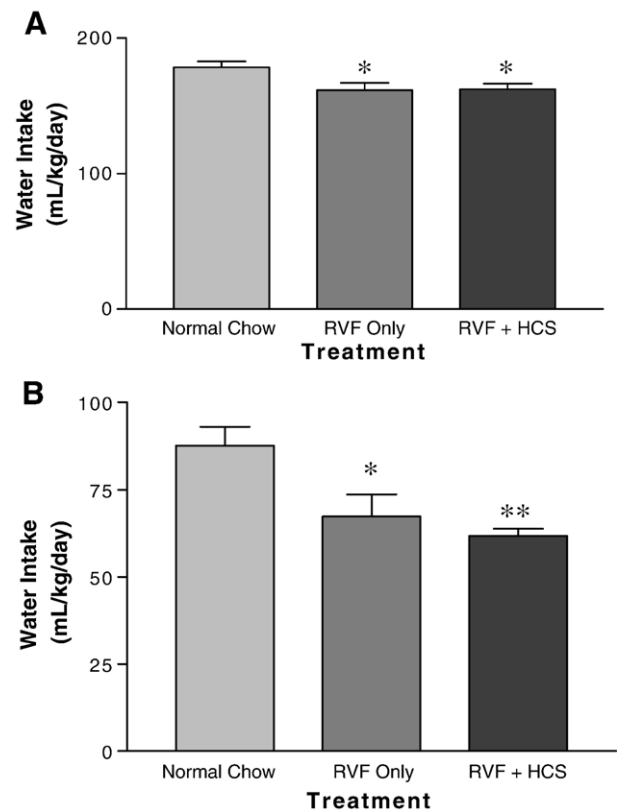 A
200
100
0
Water Intake
(mL/kg/day)
*
*
Normal Chow
RVF Only
RVF + HCS
Treatment
B
100
75
50
25
0
Water Intake
(mL/kg/day)
*
**
Normal Chow
RVF Only
RVF + HCS
Treatment